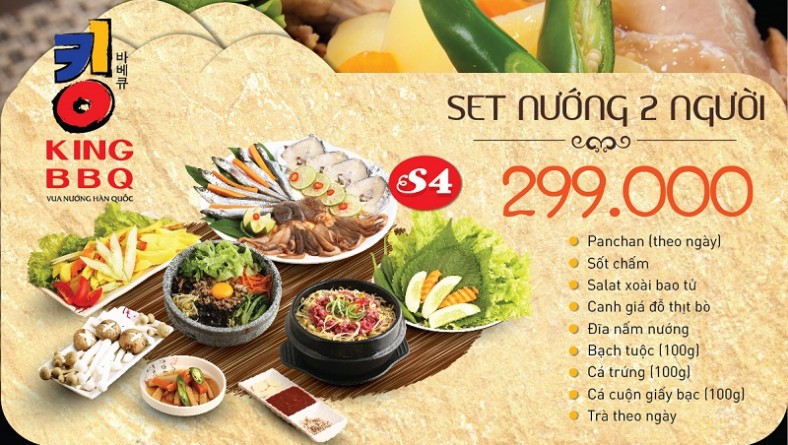 킹
바베큐
KING
BBQ
VUA NƯỚNG HÀN QUỐC
SET NƯỚNG 2 NGƯỜI
S4
299.000
Panchan (theo ngày)
Sốt chấm
Salat xoài bao tử
Canh giá đỗ thịt bò
Đĩa nấm nướng
Bạch tuộc (100g)
Cá trứng (100g)
Cá cuộn giấy bạc (100g)
Trà theo ngày